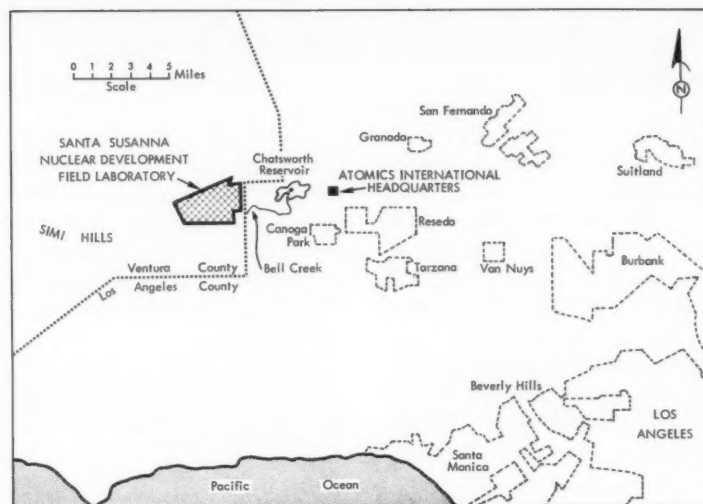 0 1 2 3 4 5 Miles
Scale
N
San Fernando
Granada
SANTA SUSANNA
NUCLEAR DEVELOPMENT
FIELD LABORATORY
Chatsworth
Reservoir
ATOMICS INTERNATIONAL
HEADQUARTERS
Suitland
SIMI HILLS
Canoga
Park
Reseda
Bell Creek
Ventura County
Los Angeles County
Tarzana
Van Nuys
Burbank
Beverly Hills
LOS
ANGELES
Santa
Monica
Pacific Ocean